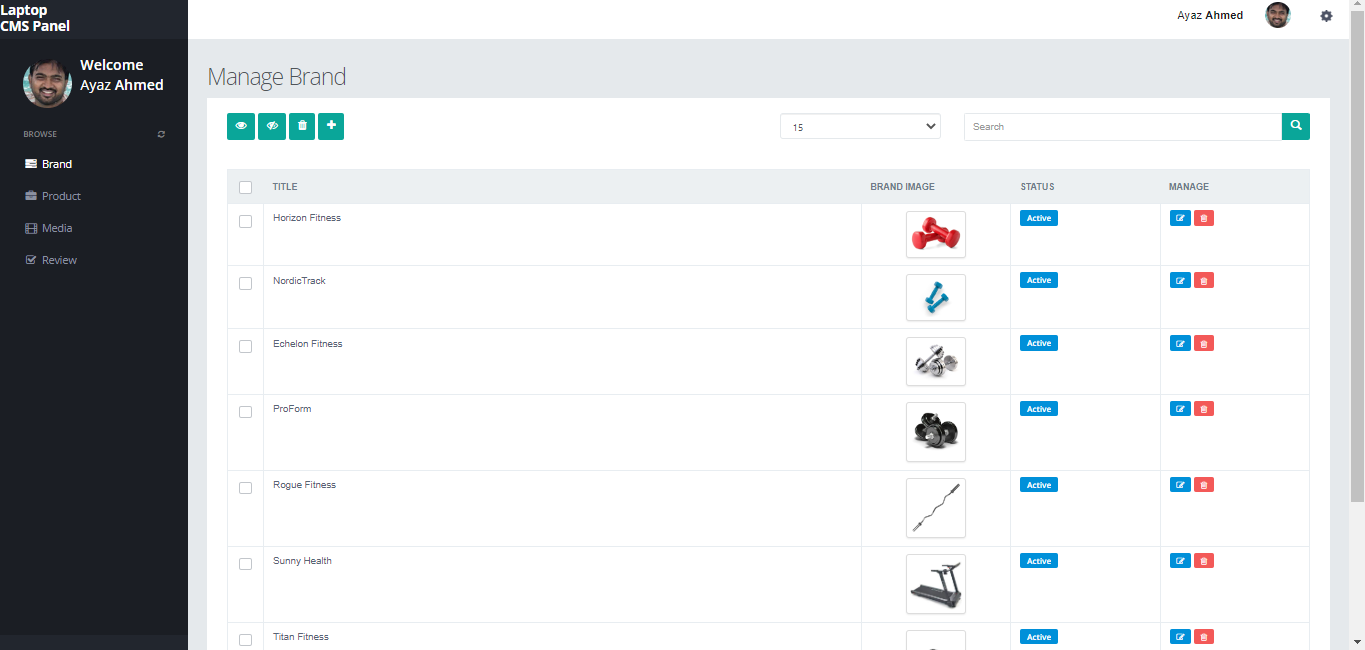 Laptop
CMS Panel
Ayaz Ahmed
Welcome
Ayaz Ahmed
BROWSE
Brand
Product
Media
Review
Manage Brand
15
Search
TITLE BRAND IMAGE STATUS MANAGE
Horizon Fitness Active
NordicTrack Active
Echelon Fitness Active
ProForm Active
Rogue Fitness Active
Sunny Health Active
Titan Fitness Active